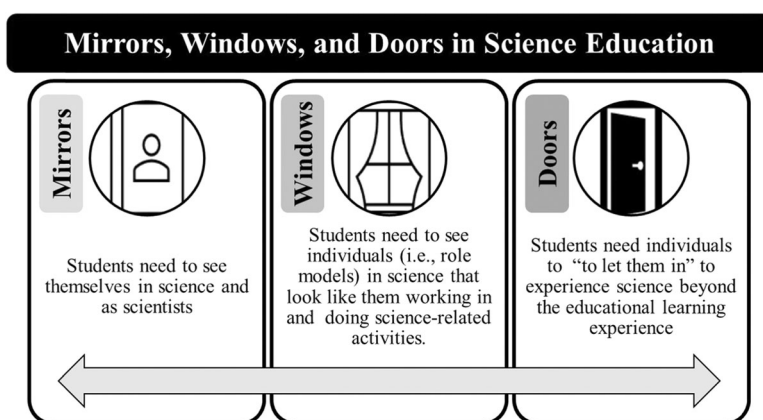 Mirrors, Windows, and Doors in Science Education
Mirrors
Students need to see
themselves in science and
as scientists
Windows
Students need to see
individuals (i.e., role
models) in science that
look like them working in
and doing science-related
activities.
Doors
Students need individuals
to “to let them in” to
experience science beyond
the educational learning
experience